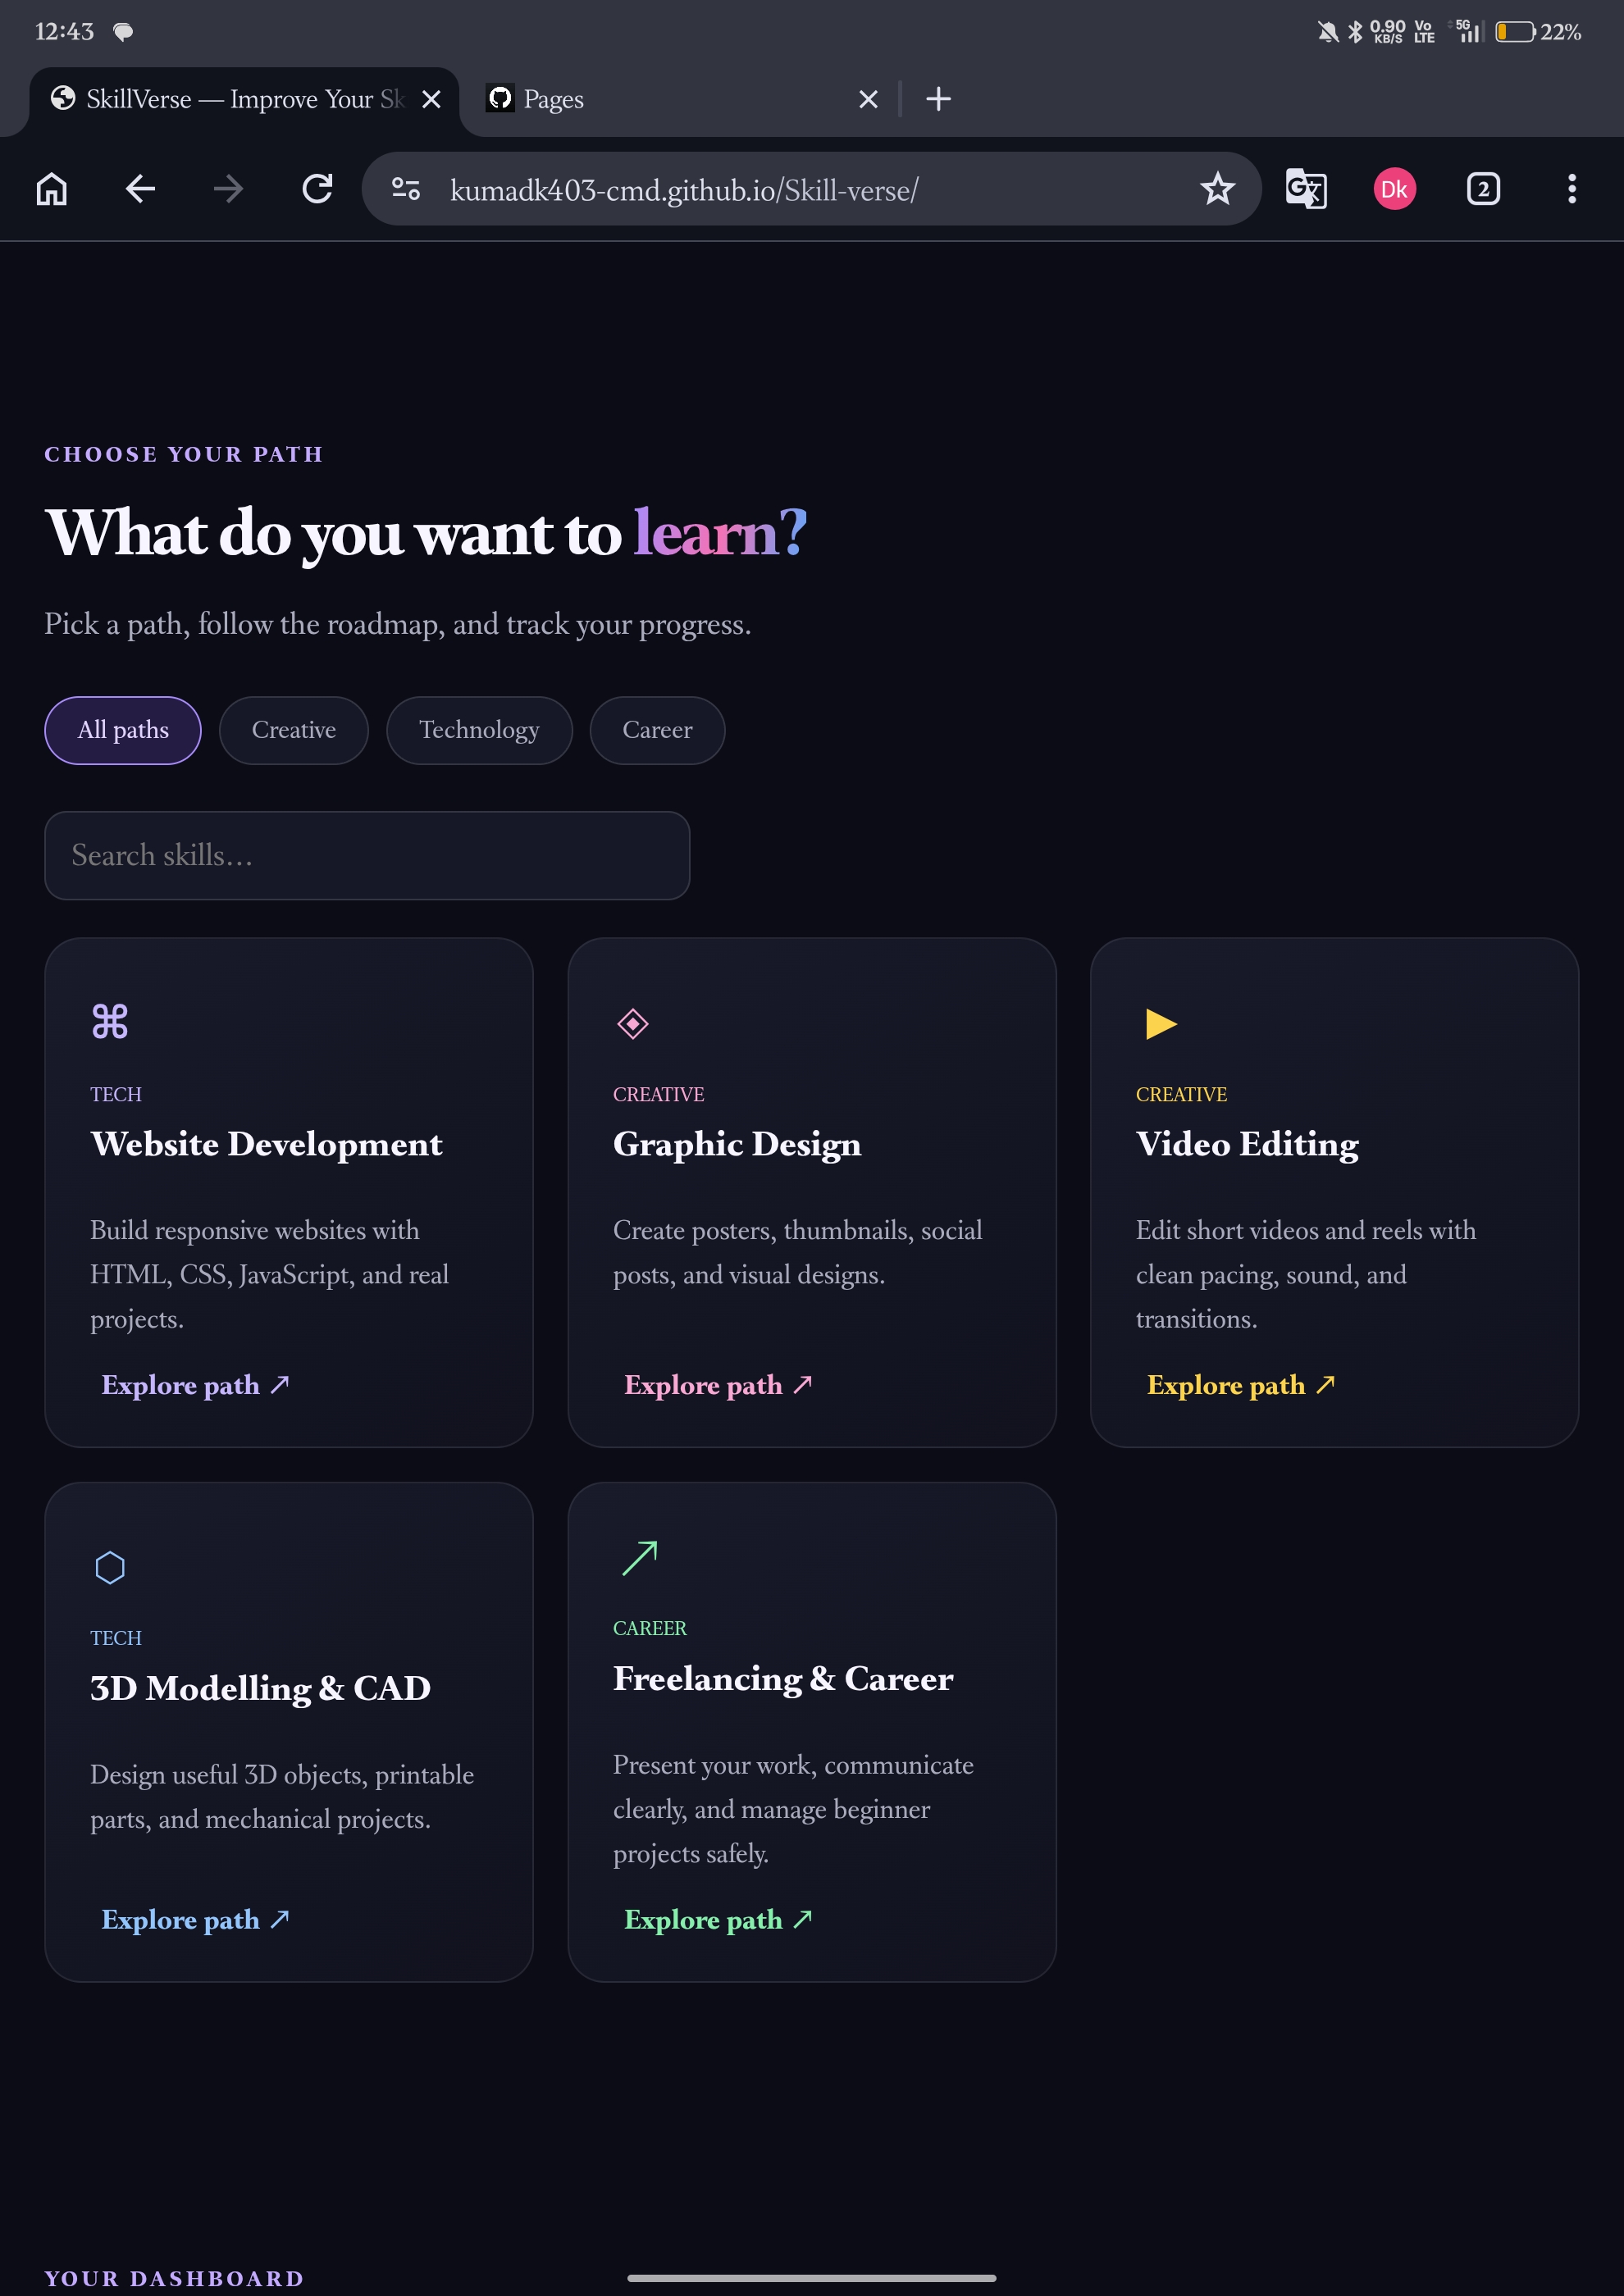 12:43
0.90 KB/S Vo LTE 5G 22%
SkillVerse — Improve Your Sk
Pages
kumadk403-cmd.github.io/Skill-verse/
Dk
2
CHOOSE YOUR PATH
What do you want to learn?
Pick a path, follow the roadmap, and track your progress.
All paths Creative Technology Career
Search skills...
TECH
Website Development
Build responsive websites with
HTML, CSS, JavaScript, and real
projects.
Explore path ↗
CREATIVE
Graphic Design
Create posters, thumbnails, social
posts, and visual designs.
Explore path ↗
CREATIVE
Video Editing
Edit short videos and reels with
clean pacing, sound, and
transitions.
Explore path ↗
TECH
3D Modelling & CAD
Design useful 3D objects, printable
parts, and mechanical projects.
Explore path ↗
CAREER
Freelancing & Career
Present your work, communicate
clearly, and manage beginner
projects safely.
Explore path ↗
YOUR DASHBOARD